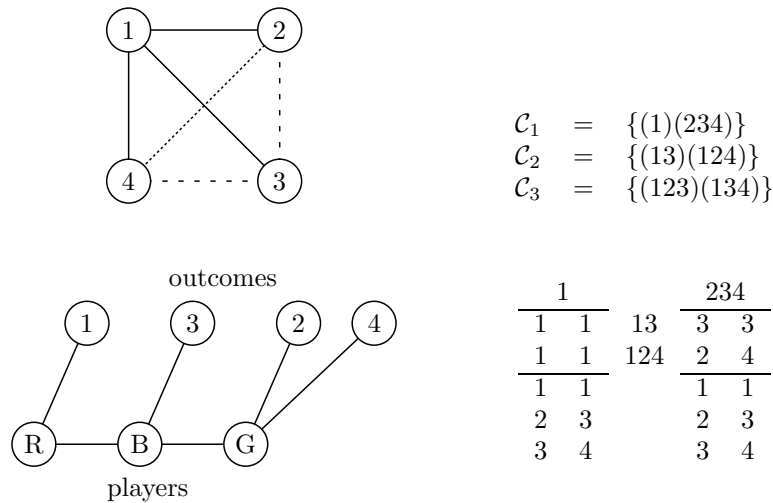 1 2
4 3
𝒞₁ = {(1)(234)}
𝒞₂ = {(13)(124)}
𝒞₃ = {(123)(134)}
outcomes
1 3 2 4
R B G
players
1 234
1 1 13 3 3
1 1 124 2 4
1 1 1 1
2 3 2 3
3 4 3 4